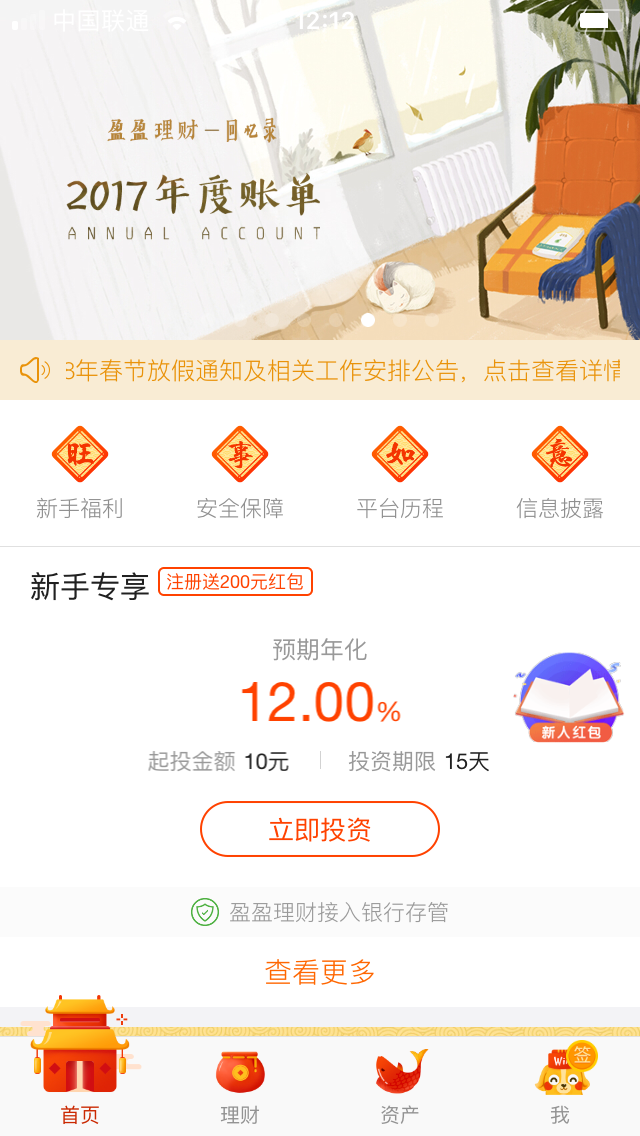 中国联通 12:12
盈盈理财—回忆录
2017年度账单
ANNUAL ACCOUNT
8年春节放假通知及相关工作安排公告，点击查看详情
旺 事 如 意
新手福利 安全保障 平台历程 信息披露
新手专享 注册送200元红包
预期年化
12.00%
新人红包
起投金额 10元 投资期限 15天
立即投资
盈盈理财接入银行存管
查看更多
签
首页 理财 资产 我